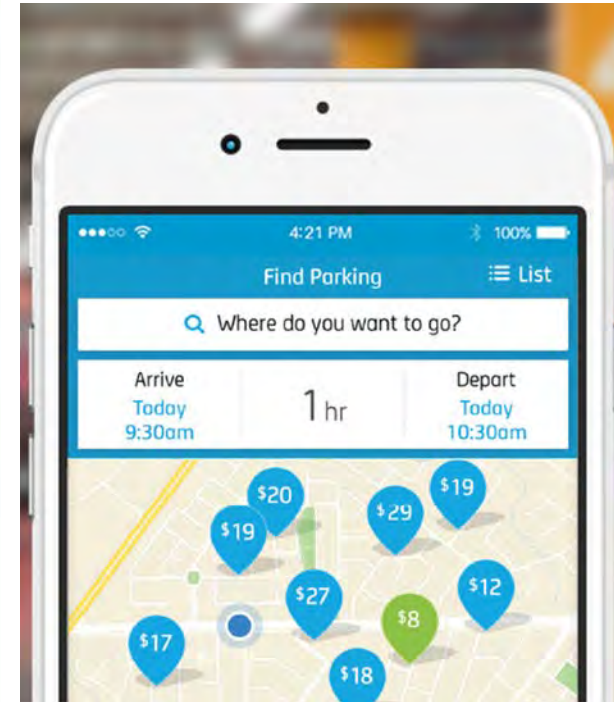 4:21 PM
100%
Find Parking
List
Where do you want to go?
Arrive
Today
9:30am
1 hr
Depart
Today
10:30am
$20
$19
$19
$29
$27
$12
$8
$17
$18